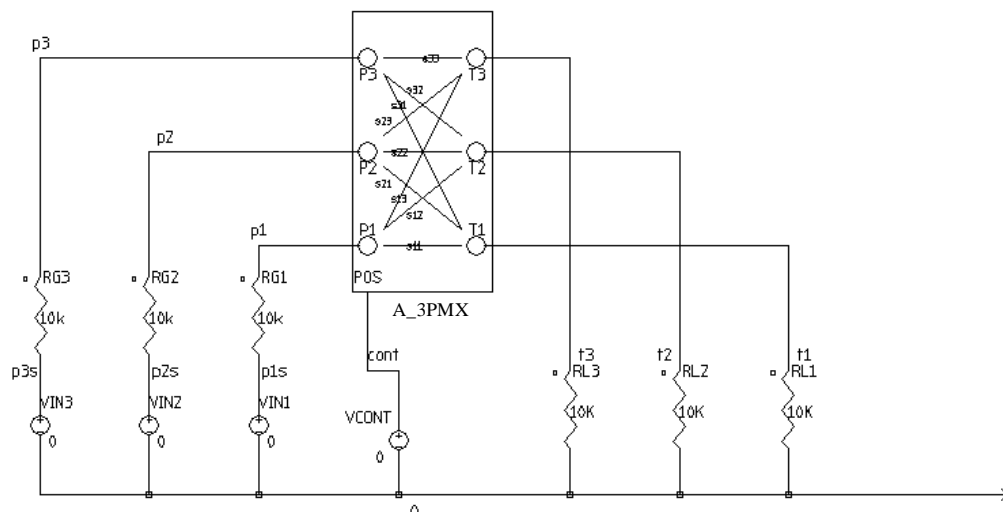 p3
P3
s33
T3
s32
s31
s23
p2
P2
s22
T2
s21
s13
s12
p1
P1
s11
T1
POS
A_3PMX
RG3
RG2
RG1
10k
10k
10k
cont
t3
t2
t1
p3s
p2s
p1s
RL3
RL2
RL1
VIN3
VIN2
VIN1
VCONT
10K
10K
10K
0
0
0
0
0